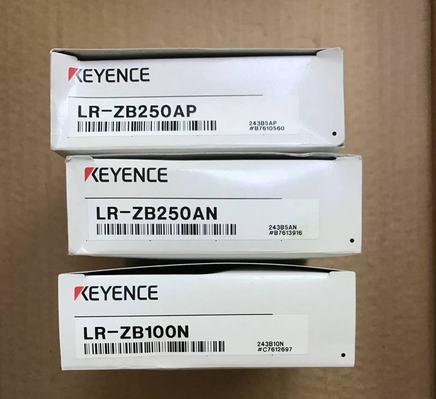 KEYENCE
LR-ZB250AP
243B5AP
#B7610560
KEYENCE
LR-ZB250AN
243B5AN
#B7613916
KEYENCE
LR-ZB100N
243B10N
#C7612697